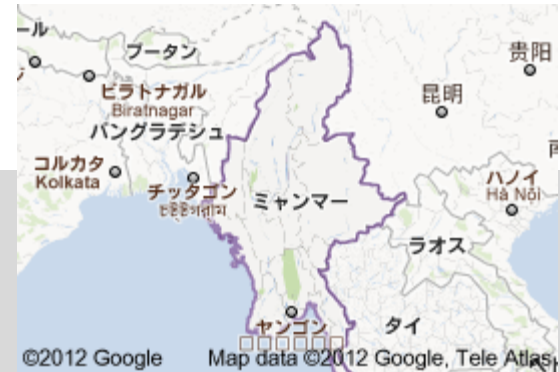 ール
ブータン
贵阳
ビラトナガル
Biratnagar
昆明
バングラデシュ
コルカタ
Kolkata
チッタゴン
ミャンマー
ハノイ
Hà Nội
ラオス
ヤンゴン
タイ
©2012 Google
Map data ©2012 Google, Tele Atlas